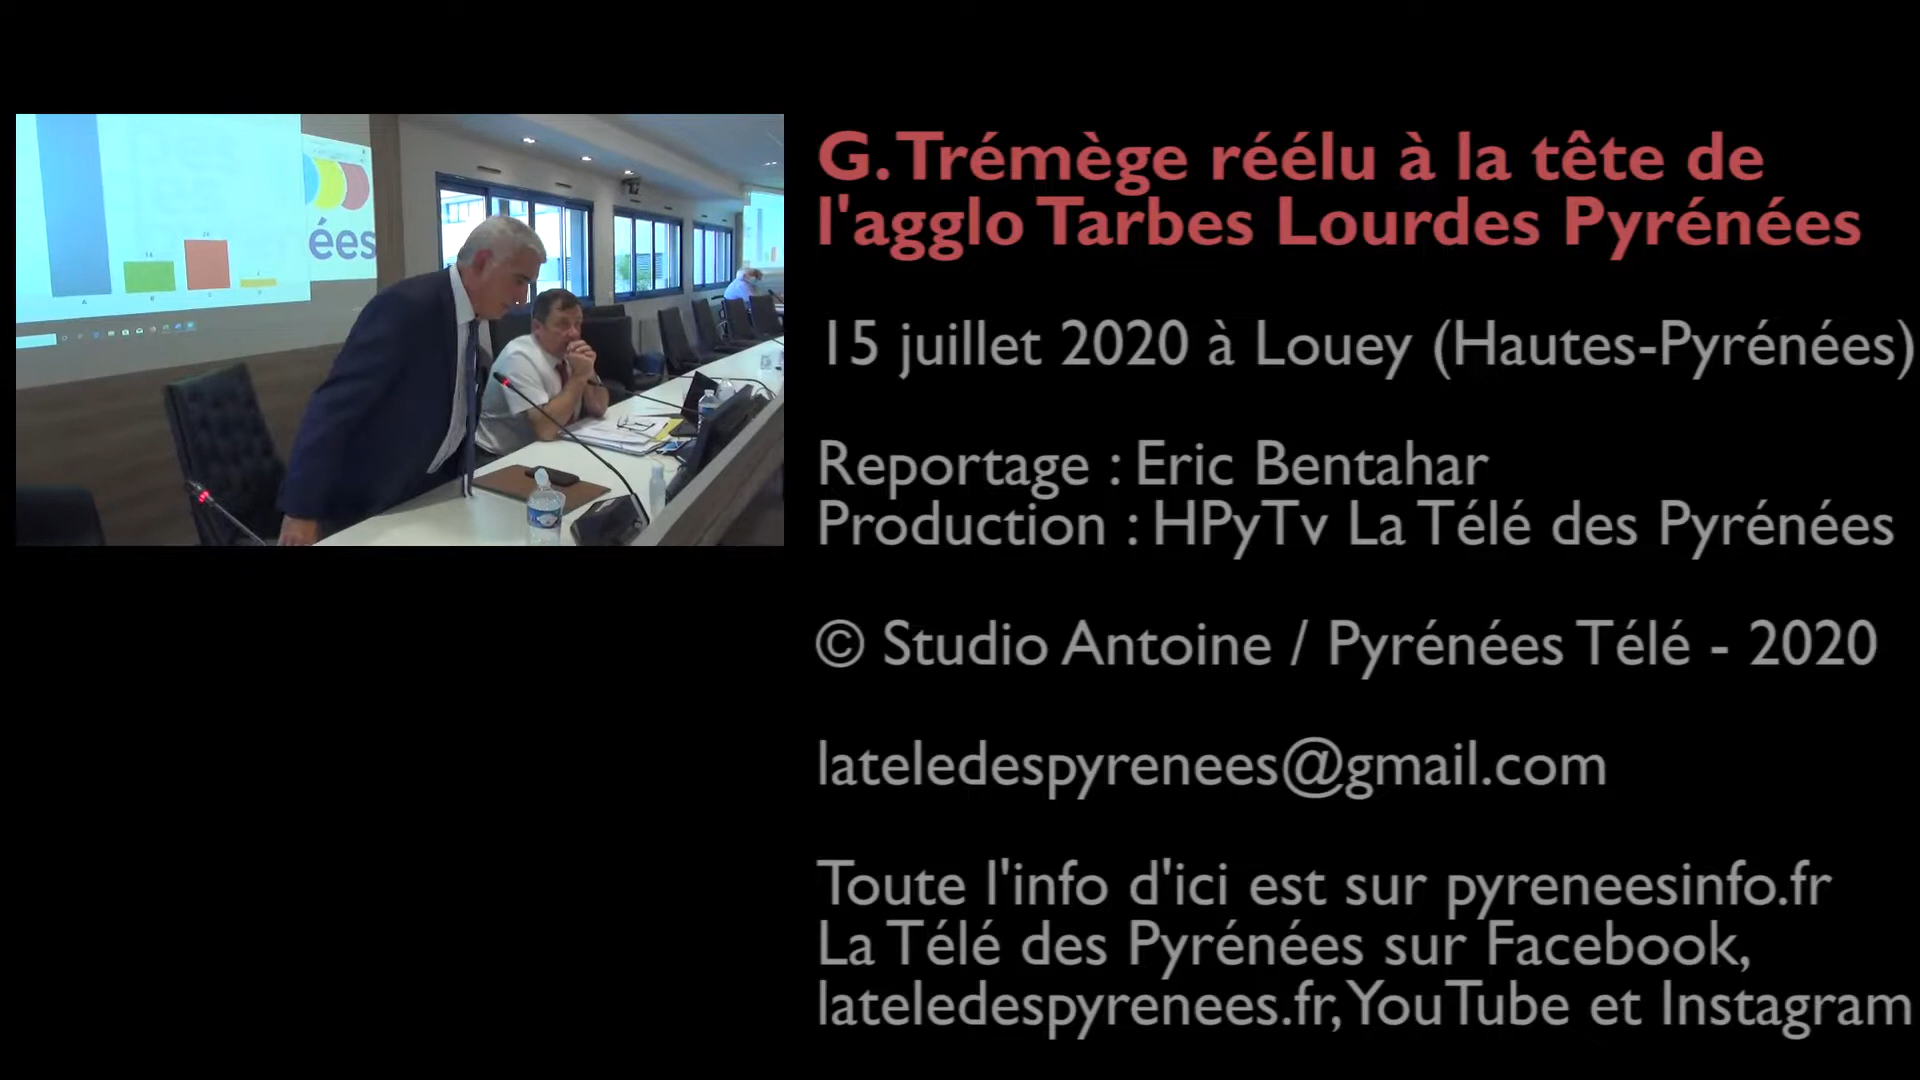 G. Trémège réélu à la tête de
l'agglo Tarbes Lourdes Pyrénées
15 juillet 2020 à Louey (Hautes-Pyrénées)
Reportage : Eric Bentahar
Production : HPyTv La Télé des Pyrénées
© Studio Antoine / Pyrénées Télé - 2020
lateledespyrenees@gmail.com
Toute l'info d'ici est sur pyreneesinfo.fr
La Télé des Pyrénées sur Facebook,
lateledespyrenees.fr, YouTube et Instagram
ées